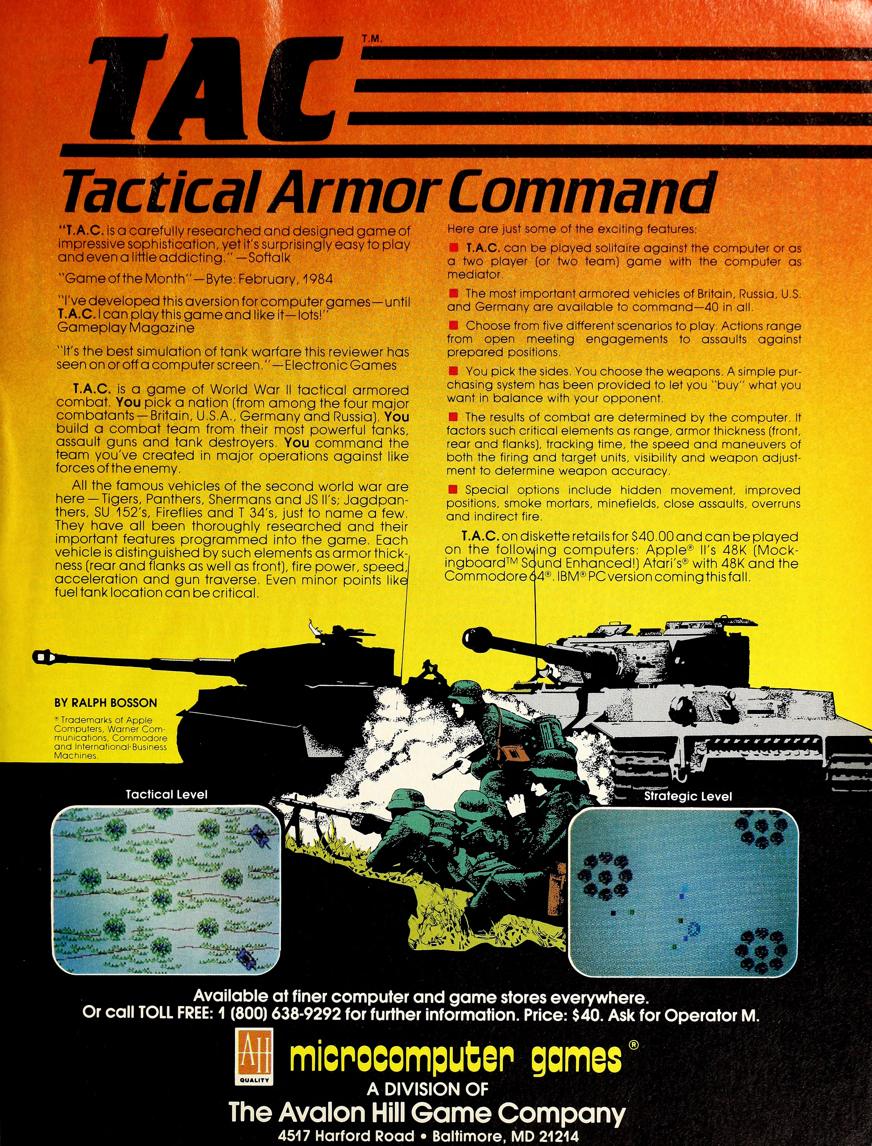 TAC T.M.
Tactical Armor Command
"T.A.C. is a carefully researched and designed game of
impressive sophistication, yet it's surprisingly easy to play
and even a little addicting." —Softalk
"Game of the Month"—Byte: February, 1984
"I've developed this aversion for computer games—until
T.A.C. I can play this game and like it—lots!"
Gameplay Magazine
"It's the best simulation of tank warfare this reviewer has
seen on or off a computer screen."—Electronic Games
T.A.C. is a game of World War II tactical armored
combat. You pick a nation (from among the four major
combatants—Britain, U.S.A., Germany and Russia), You
build a combat team from their most powerful tanks,
assault guns and tank destroyers. You command the
team you've created in major operations against like
forces of the enemy.
All the famous vehicles of the second world war are
here — Tigers, Panthers, Shermans and JS II's; Jagdpan-
thers, SU 152's, Fireflies and T 34's, just to name a few.
They have all been thoroughly researched and their
important features programmed into the game. Each
vehicle is distinguished by such elements as armor thick-
ness (rear and flanks as well as front), fire power, speed,
acceleration and gun traverse. Even minor points like
fuel tank location can be critical.
Here are just some of the exciting features:
■ T.A.C. can be played solitaire against the computer or as
a two player (or two team) game with the computer as
mediator.
■ The most important armored vehicles of Britain, Russia, U.S.
and Germany are available to command—40 in all.
■ Choose from five different scenarios to play. Actions range
from open meeting engagements to assaults against
prepared positions.
■ You pick the sides. You choose the weapons. A simple pur-
chasing system has been provided to let you "buy" what you
want in balance with your opponent.
■ The results of combat are determined by the computer. It
factors such critical elements as range, armor thickness (front,
rear and flanks), tracking time, the speed and maneuvers of
both the firing and target units, visibility and weapon adjust-
ment to determine weapon accuracy.
■ Special options include hidden movement, improved
positions, smoke mortars, minefields, close assaults, overruns
and indirect fire.
T.A.C. on diskette retails for $40.00 and can be played
on the following computers: Apple® II's 48K (Mock-
ingboard™ Sound Enhanced!) Atari's® with 48K and the
Commodore 64®. IBM® PC version coming this fall.
BY RALPH BOSSON
® Trademarks of Apple
Computers, Warner Com-
munications, Commodore
and International Business
Machines.
Tactical Level
Strategic Level
Available at finer computer and game stores everywhere.
Or call TOLL FREE: 1 (800) 638-9292 for further information. Price: $40. Ask for Operator M.
AH
QUALITY
microcomputer games®
A DIVISION OF
The Avalon Hill Game Company
4517 Harford Road • Baltimore, MD 21214